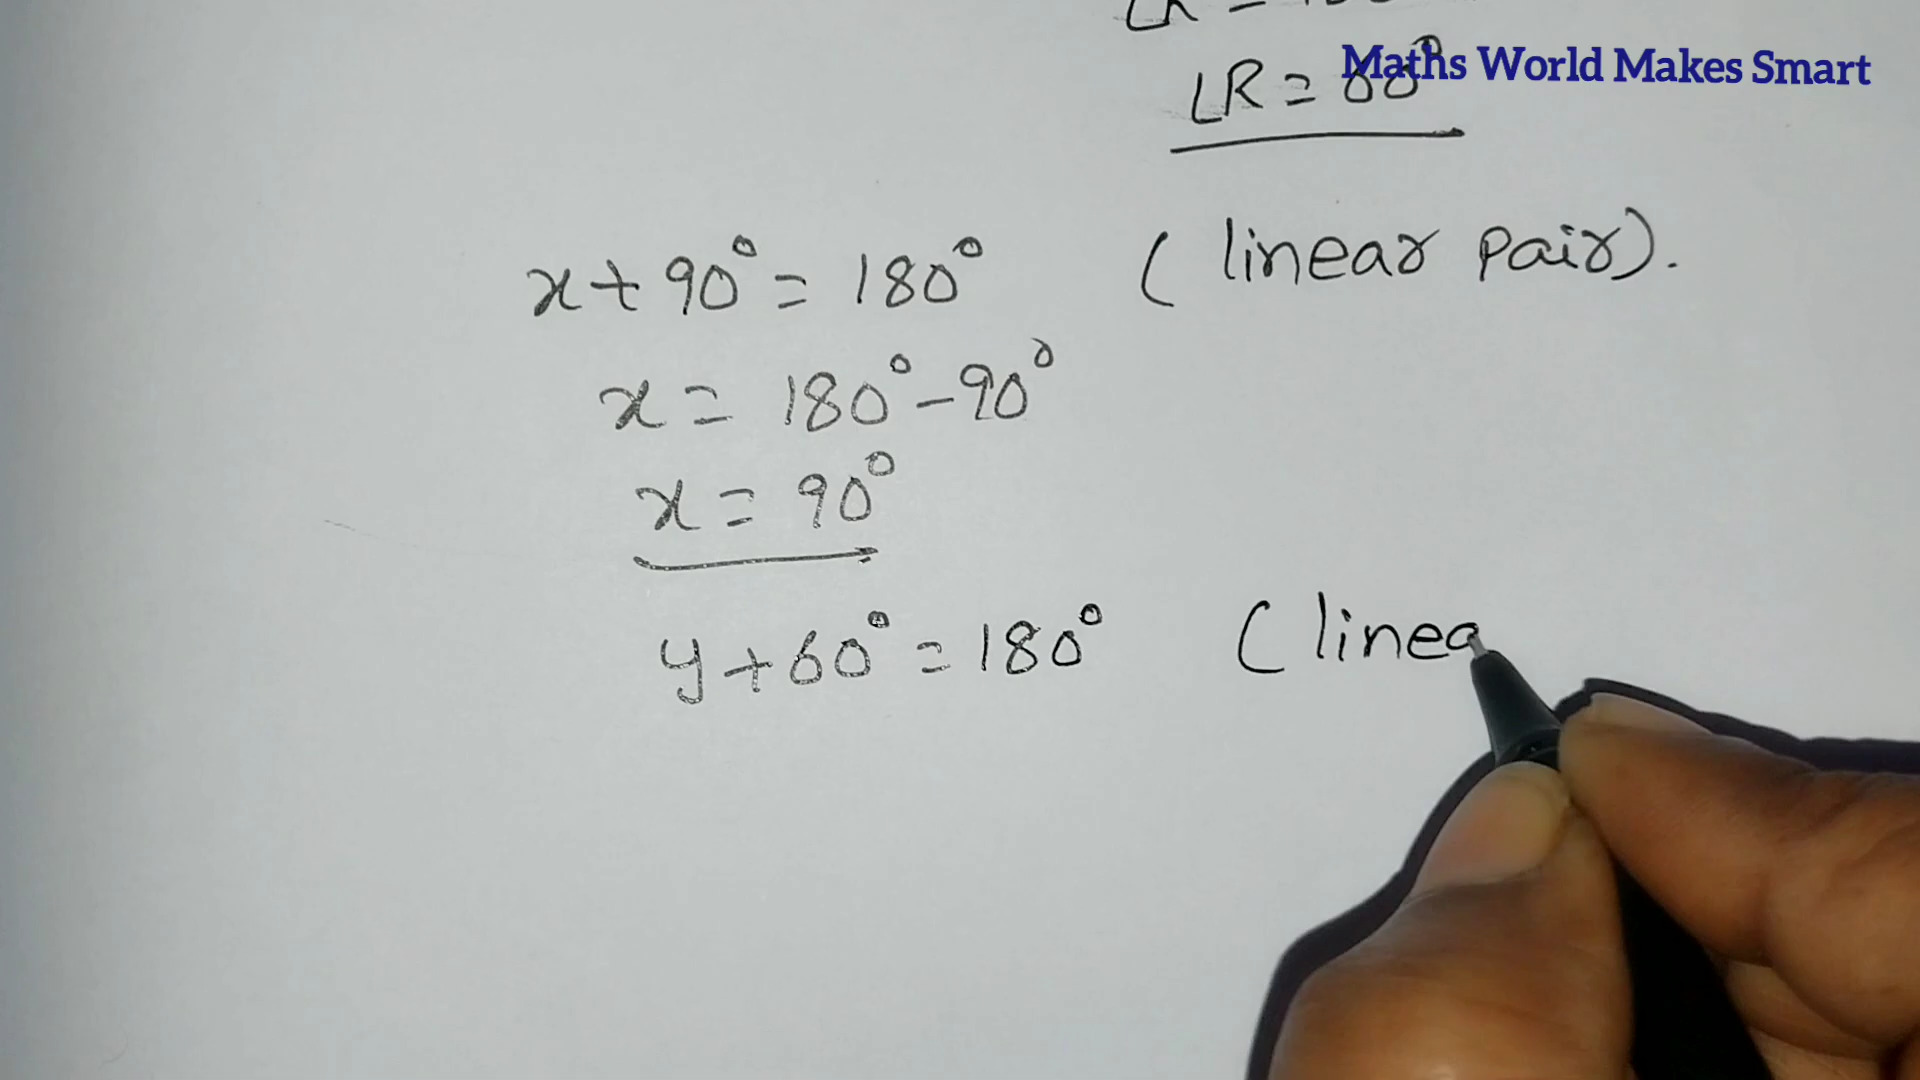 ∠R =
Maths World Makes Smart
∠R =
x + 90° = 180° (linear pair).
x = 180° - 90°
x = 90°
y + 60° = 180° (linea